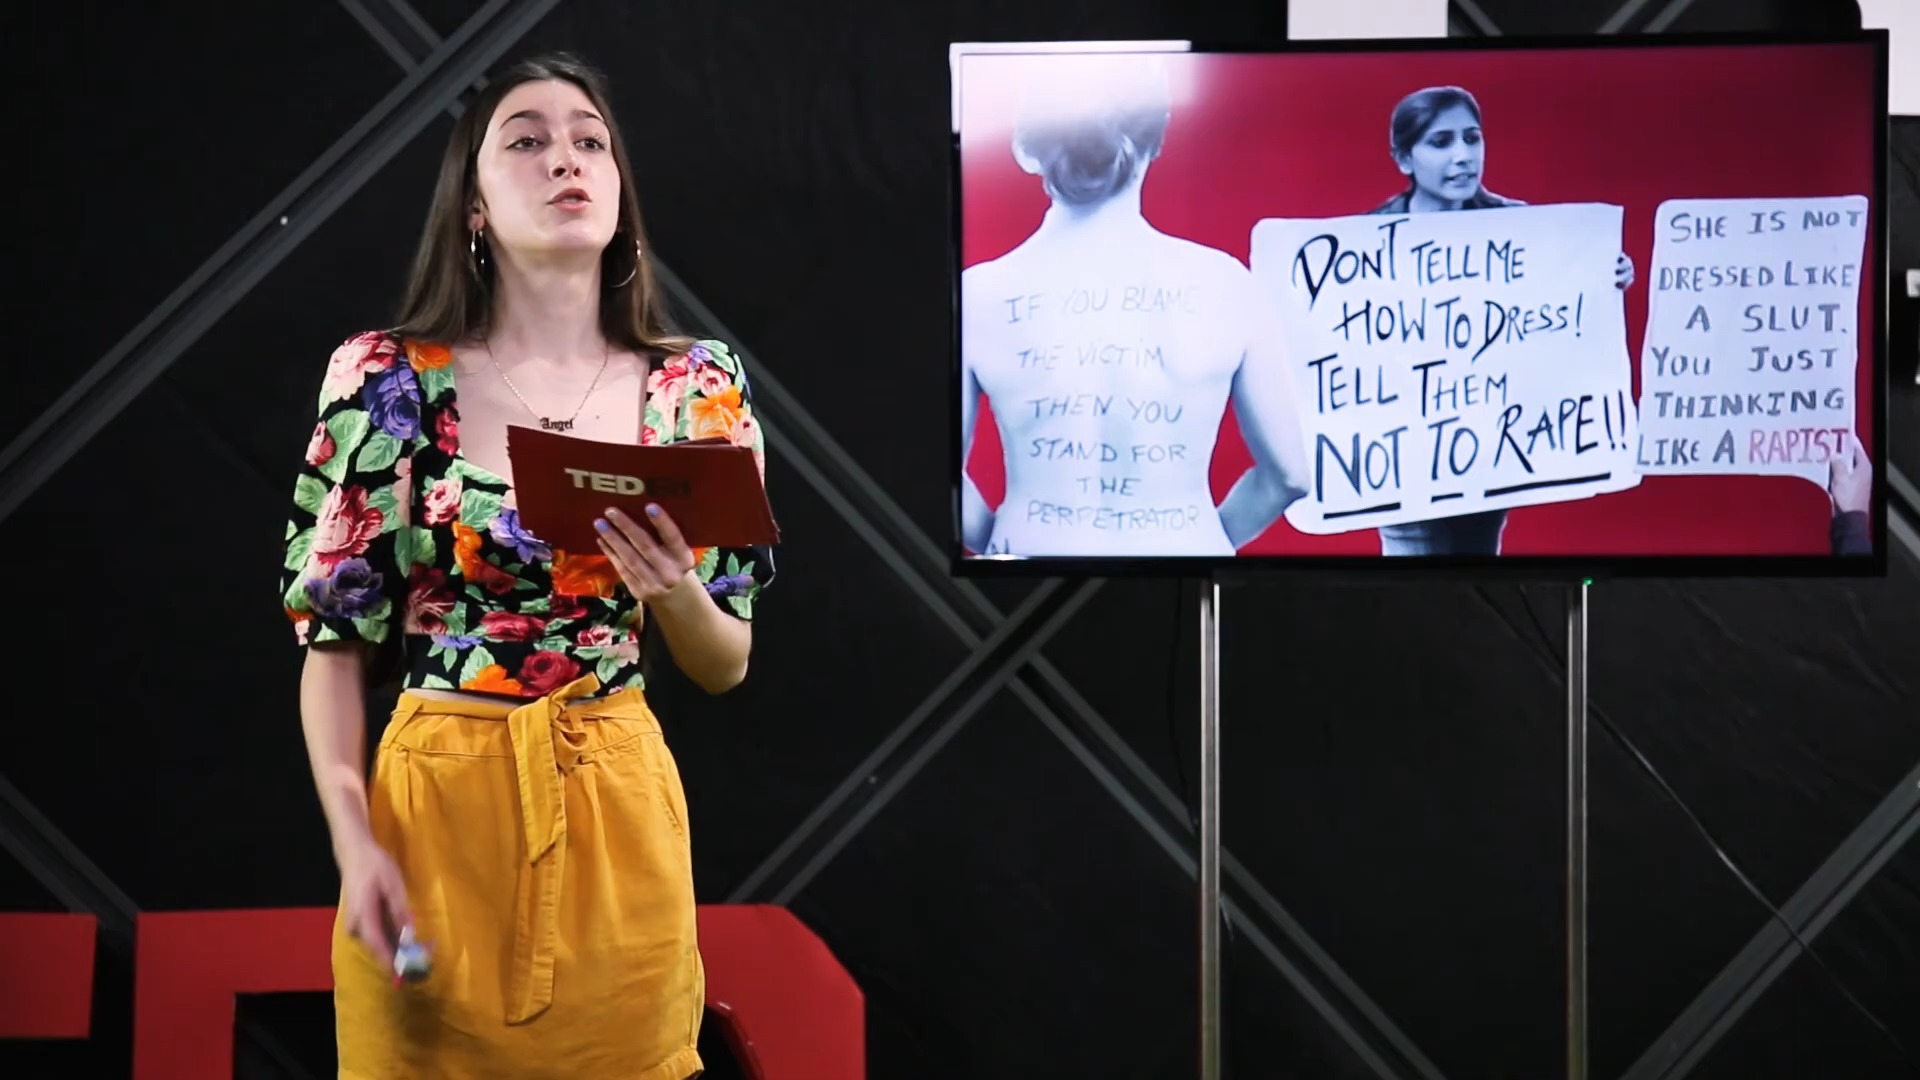 Angel
TED
IF YOU BLAME
THE VICTIM
THEN YOU
STAND FOR
THE
PERPETRATOR
DON'T TELL ME
HOW TO DRESS!
TELL THEM
NOT TO RAPE!!
SHE IS NOT
DRESSED LIKE
A SLUT.
YOU JUST
THINKING
LIKE A RAPIST